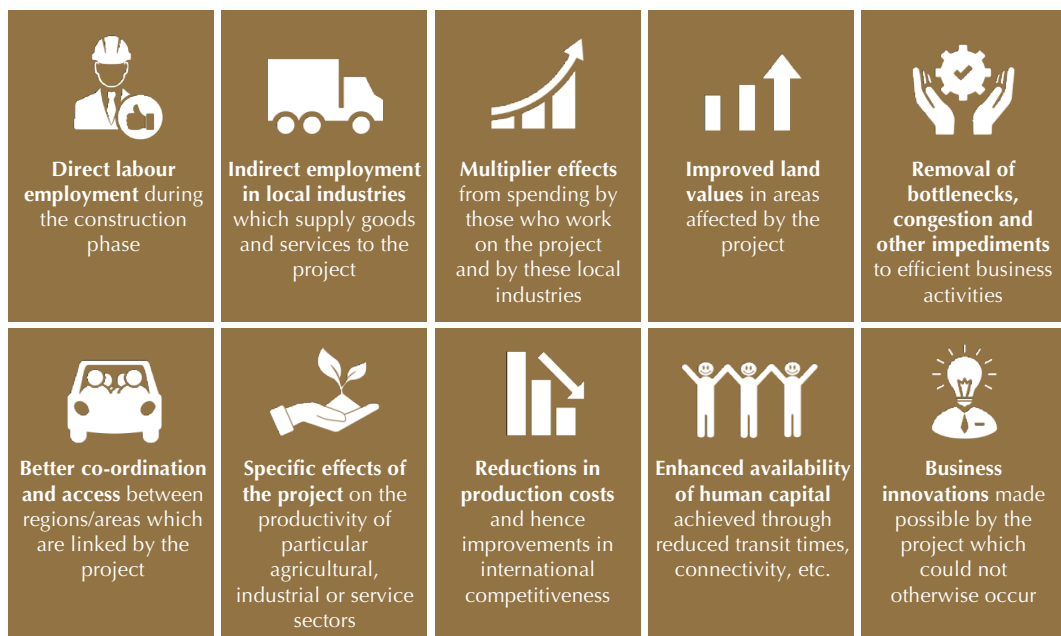 Direct labour
employment during
the construction
phase
Indirect employment
in local industries
which supply goods
and services to the
project
Multiplier effects
from spending by
those who work
on the project
and by these local
industries
Improved land
values in areas
affected by the
project
Removal of
bottlenecks,
congestion and
other impediments
to efficient business
activities
Better co-ordination
and access between
regions/areas which
are linked by the
project
Specific effects of
the project on the
productivity of
particular
agricultural,
industrial or service
sectors
Reductions in
production costs
and hence
improvements in
international
competitiveness
Enhanced availability
of human capital
achieved through
reduced transit times,
connectivity, etc.
Business
innovations made
possible by the
project which
could not
otherwise occur